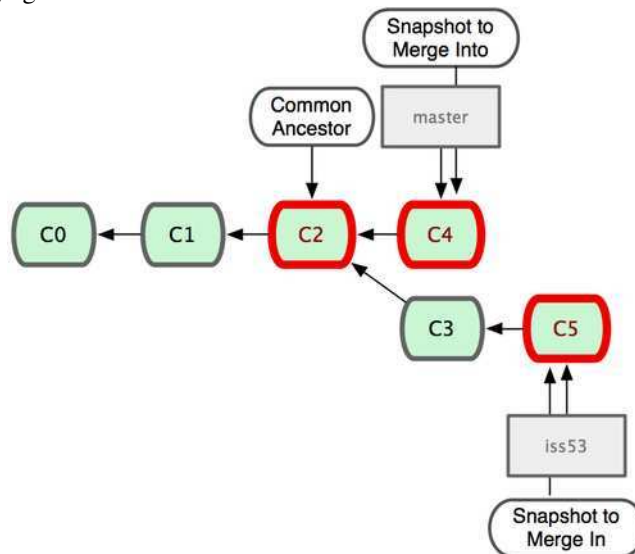 Snapshot to
Merge Into
Common
Ancestor
master
C0
C1
C2
C4
C3
C5
iss53
Snapshot to
Merge In